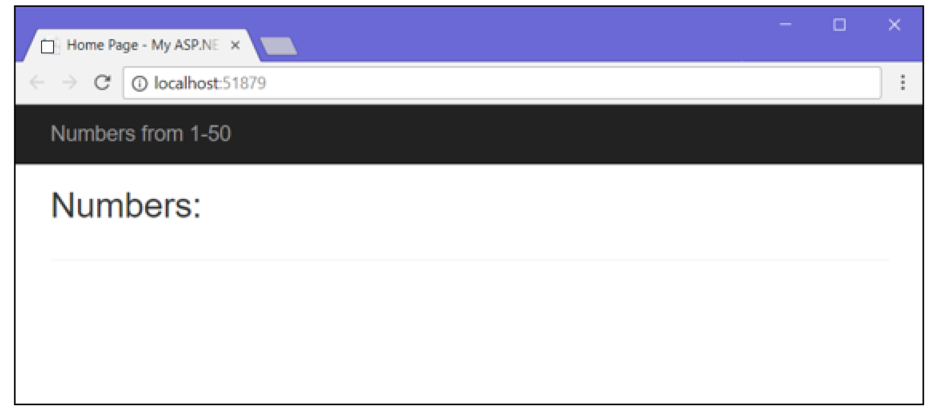 Home Page - My ASP.NE
localhost:51879
Numbers from 1-50
Numbers: